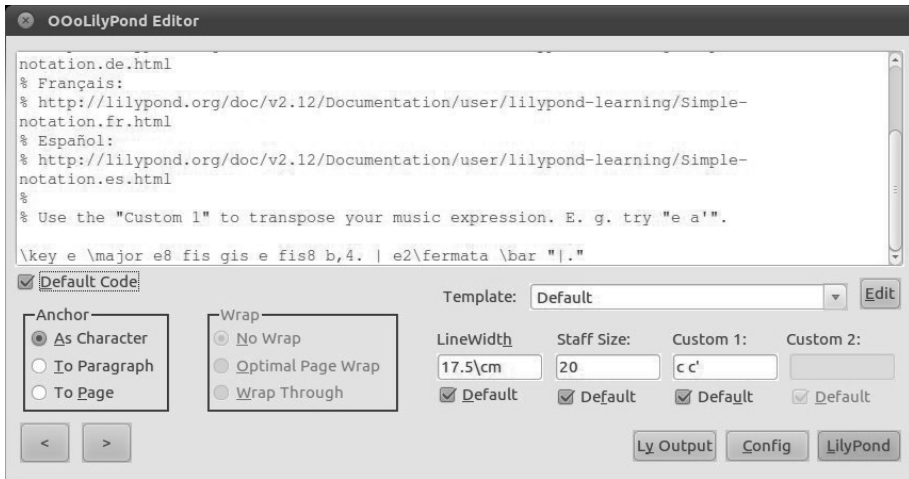 OOoLilyPond Editor
notation.de.html
% Français:
% http://lilypond.org/doc/v2.12/Documentation/user/lilypond-learning/Simple-
notation.fr.html
% Español:
% http://lilypond.org/doc/v2.12/Documentation/user/lilypond-learning/Simple-
notation.es.html
%
% Use the "Custom 1" to transpose your music expression. E. g. try "e a'".
\key e \major e8 fis gis e fis8 b,4. | e2\fermata \bar "|."
Default Code
Template: Default Edit
Anchor
As Character
To Paragraph
To Page
Wrap
No Wrap
Optimal Page Wrap
Wrap Through
LineWidth Staff Size: Custom 1: Custom 2:
17.5\cm 20 c c'
Default Default Default Default
< >
Ly Output Config LilyPond